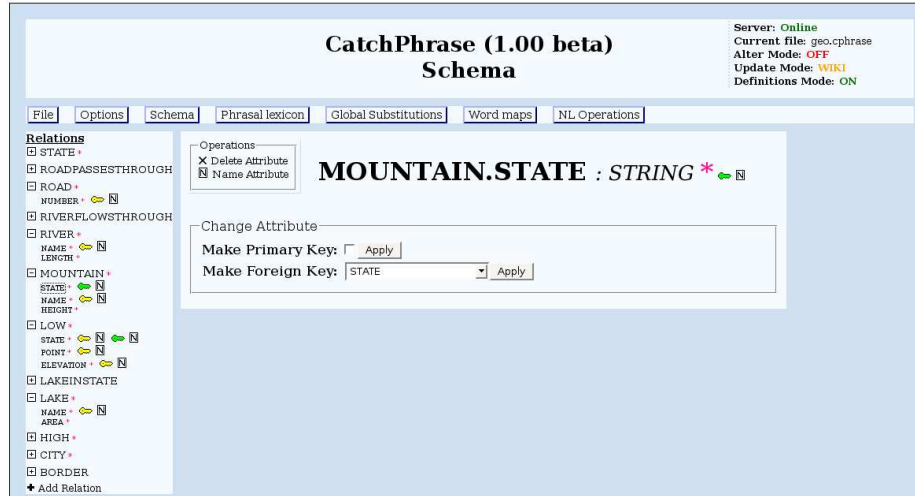 CatchPhrase (1.00 beta)
Schema
Server: Online
Current file: geo.cphrase
Alter Mode: OFF
Update Mode: WIKI
Definitions Mode: ON
File Options Schema Phrasal lexicon Global Substitutions Word maps NL Operations
Relations
STATE *
ROADPASSESTHROUGH
ROAD *
NUMBER * N
RIVERFLOWSTHROUGH
RIVER *
NAME * N
LENGTH *
MOUNTAIN *
STATE * N
NAME * N
HEIGHT *
LOW *
STATE * N N
POINT * N
ELEVATION * N
LAKEINSTATE
LAKE *
NAME * N
AREA *
HIGH *
CITY *
BORDER
Add Relation
Operations
Delete Attribute
N Name Attribute
MOUNTAIN.STATE : STRING * N
Change Attribute
Make Primary Key: Apply
Make Foreign Key: STATE Apply